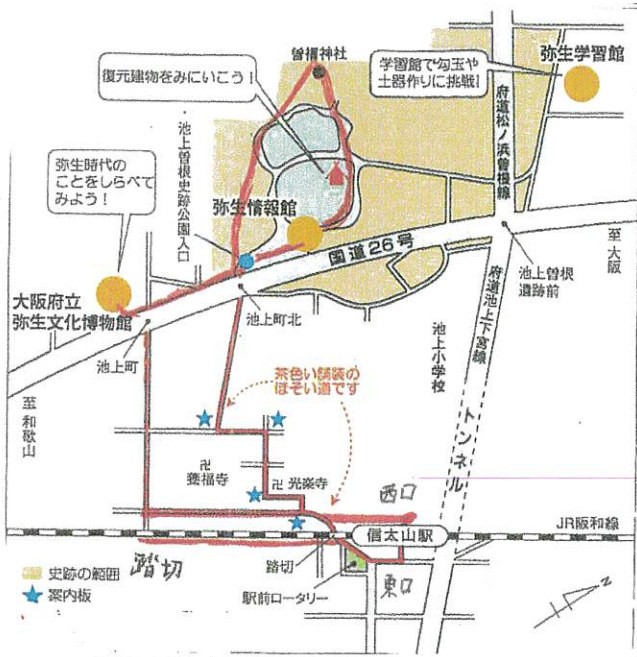 曽禰神社
復元建物をみにいこう!
学習館で勾玉や
土器作りに挑戦!
弥生学習館
府道松ノ浜曽根線
池上曽根史跡公園入口
弥生時代の
ことをしらべて
みよう!
弥生情報館
国道26号
至大阪
大阪府立
弥生文化博物館
池上町北
池上曽根
遺跡前
池上町
府道池上下宮線
池上小学校
至和歌山
茶色い舗装の
ほそい道です
トンネル
卍
養福寺
卍 光楽寺
西口
JR阪和線
信太山駅
史跡の範囲
踏切
踏切
案内板
駅前ロータリー
東口
N